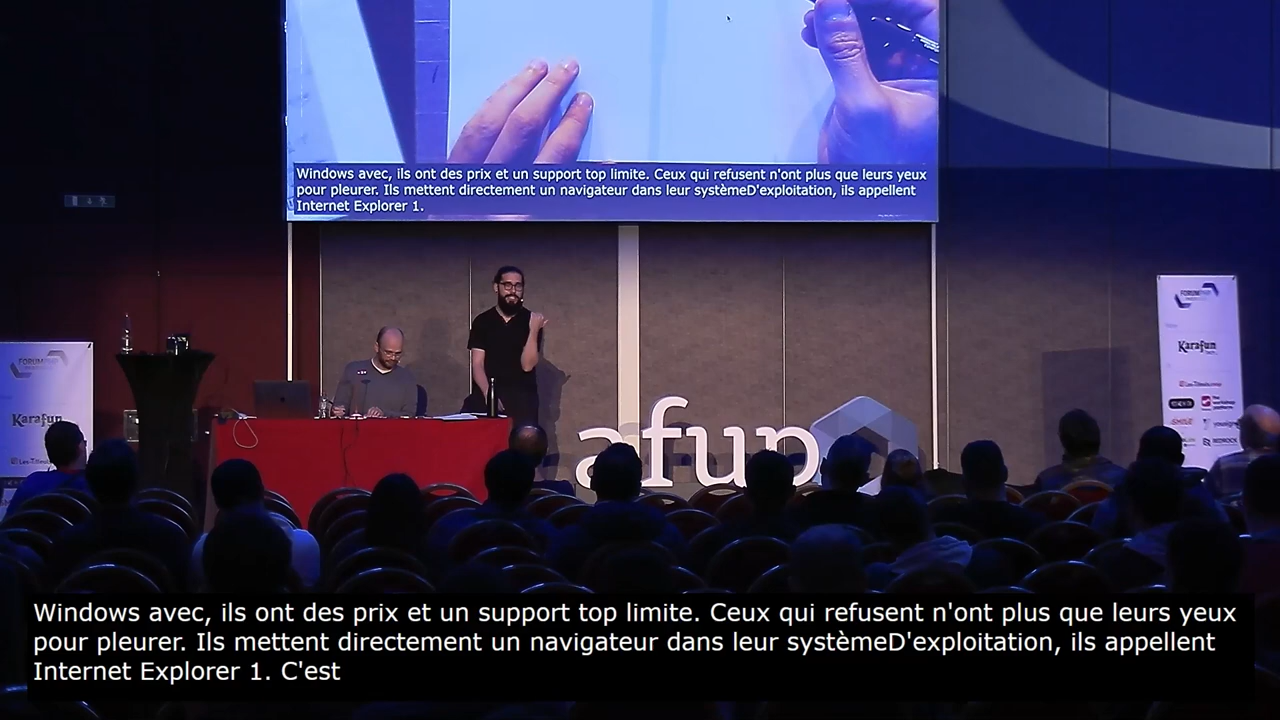 Windows avec, ils ont des prix et un support top limite. Ceux qui refusent n'ont plus que leurs yeux
pour pleurer. Ils mettent directement un navigateur dans leur systèmeD'exploitation, ils appellent
Internet Explorer 1.
FORUMPHP
Karafun
afup
FORUMPHP
Karafun
Windows avec, ils ont des prix et un support top limite. Ceux qui refusent n'ont plus que leurs yeux
pour pleurer. Ils mettent directement un navigateur dans leur systèmeD'exploitation, ils appellent
Internet Explorer 1. C'est